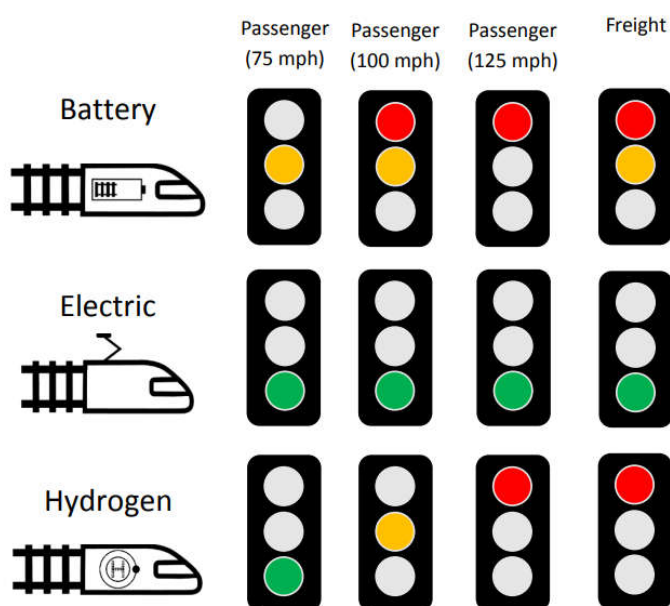 Passenger
(75 mph)
Passenger
(100 mph)
Passenger
(125 mph)
Freight
Battery
Electric
Hydrogen
H